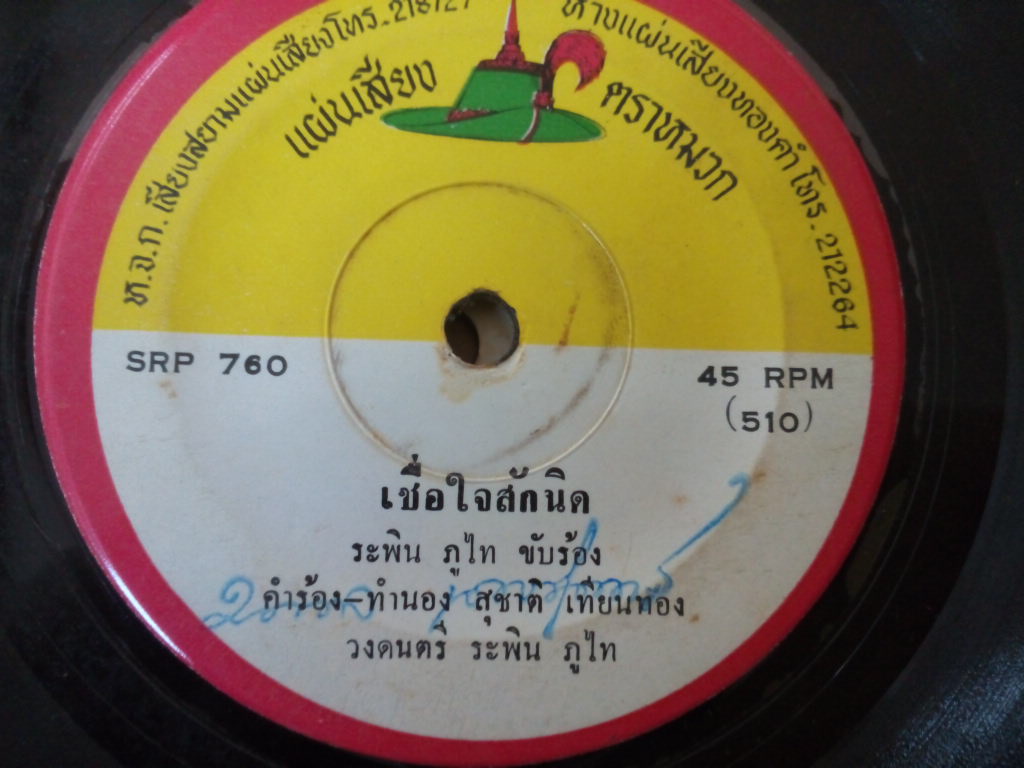 ห.จ.ก. เสียงสยามแผ่นเสียงโทร. 218127
ห้างแผ่นเสียงทองคำ โทร. 212264
แผ่นเสียง ตราหมวก
SRP 760
45 RPM
(510)
เชื่อใจสักนิด
ระพิน ภูไท ขับร้อง
คำร้อง-ทำนอง สุชาติ เทียนทอง
วงดนตรี ระพิน ภูไท